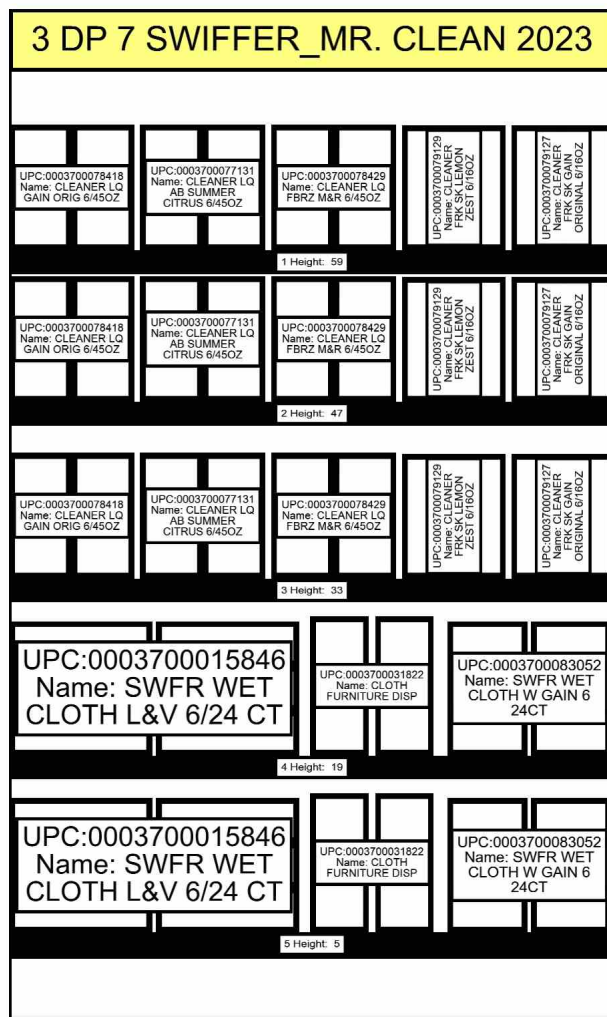 3 DP 7 SWIFFER_MR. CLEAN 2023
UPC:0003700078418
Name: CLEANER LQ
GAIN ORIG 6/45OZ
UPC:0003700077131
Name: CLEANER LQ
AB SUMMER
CITRUS 6/45OZ
UPC:0003700078429
Name: CLEANER LQ
FBRZ M&R 6/45OZ
UPC:0003700079129
Name: CLEANER
FRK SK LEMON
ZEST 6/16OZ
UPC:0003700079127
Name: CLEANER
FRK SK GAIN
ORIGINAL 6/16OZ
1 Height: 59
UPC:0003700078418
Name: CLEANER LQ
GAIN ORIG 6/45OZ
UPC:0003700077131
Name: CLEANER LQ
AB SUMMER
CITRUS 6/45OZ
UPC:0003700078429
Name: CLEANER LQ
FBRZ M&R 6/45OZ
UPC:0003700079129
Name: CLEANER
FRK SK LEMON
ZEST 6/16OZ
UPC:0003700079127
Name: CLEANER
FRK SK GAIN
ORIGINAL 6/16OZ
2 Height: 47
UPC:0003700078418
Name: CLEANER LQ
GAIN ORIG 6/45OZ
UPC:0003700077131
Name: CLEANER LQ
AB SUMMER
CITRUS 6/45OZ
UPC:0003700078429
Name: CLEANER LQ
FBRZ M&R 6/45OZ
UPC:0003700079129
Name: CLEANER
FRK SK LEMON
ZEST 6/16OZ
UPC:0003700079127
Name: CLEANER
FRK SK GAIN
ORIGINAL 6/16OZ
3 Height: 33
UPC:0003700015846
Name: SWFR WET
CLOTH L&V 6/24 CT
UPC:0003700031822
Name: CLOTH
FURNITURE DISP
UPC:0003700083052
Name: SWFR WET
CLOTH W GAIN 6
24CT
4 Height: 19
UPC:0003700015846
Name: SWFR WET
CLOTH L&V 6/24 CT
UPC:0003700031822
Name: CLOTH
FURNITURE DISP
UPC:0003700083052
Name: SWFR WET
CLOTH W GAIN 6
24CT
5 Height: 5